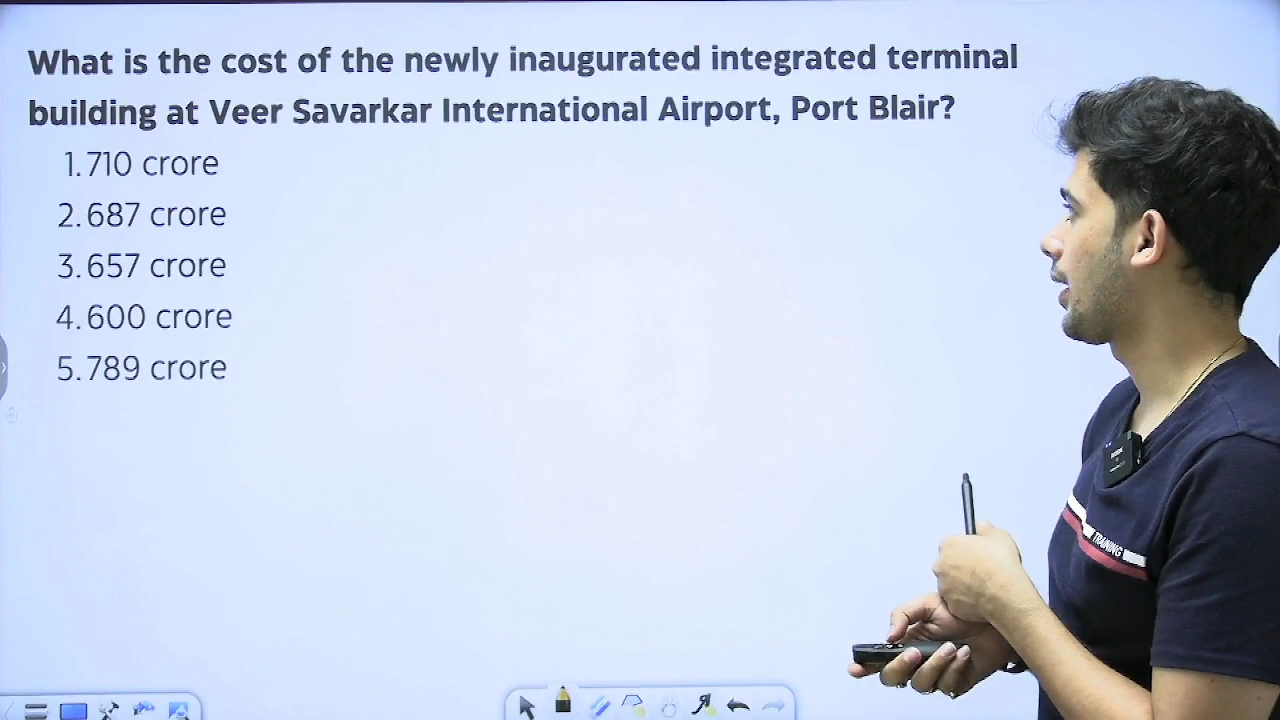 What is the cost of the newly inaugurated integrated terminal
building at Veer Savarkar International Airport, Port Blair?
1.710 crore
2.687 crore
3.657 crore
4.600 crore
5.789 crore
TRAINING